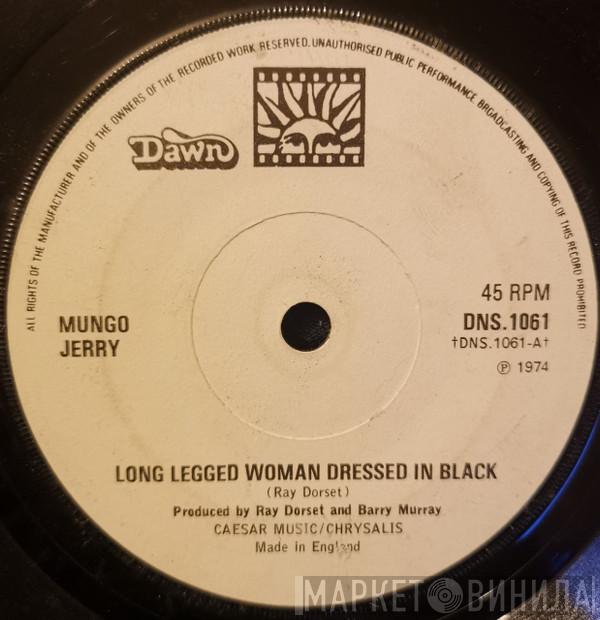 ALL RIGHTS OF THE MANUFACTURER AND OF THE OWNERS OF THE RECORDED WORK RESERVED. UNAUTHORISED PUBLIC PERFORMANCE BROADCASTING AND COPYING OF THIS RECORD PROHIBITED
Dawn
MUNGO
JERRY
45 RPM
DNS.1061
†DNS.1061-A†
℗ 1974
LONG LEGGED WOMAN DRESSED IN BLACK
(Ray Dorset)
Produced by Ray Dorset and Barry Murray
CAESAR MUSIC/CHRYSALIS
Made in England
МАРКЕТ ВИНИЛА